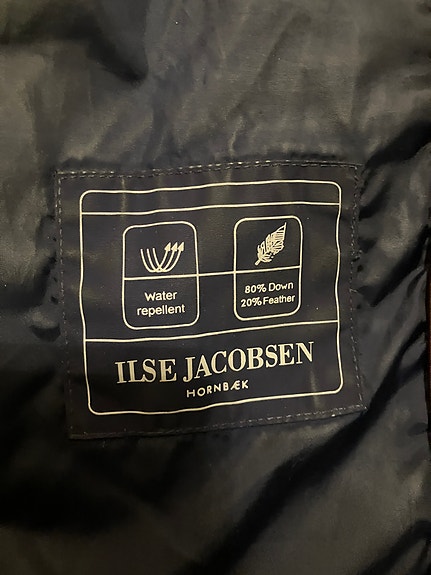 Water
repellent
80% Down
20% Feather
ILSE JACOBSEN
HORNBÆK